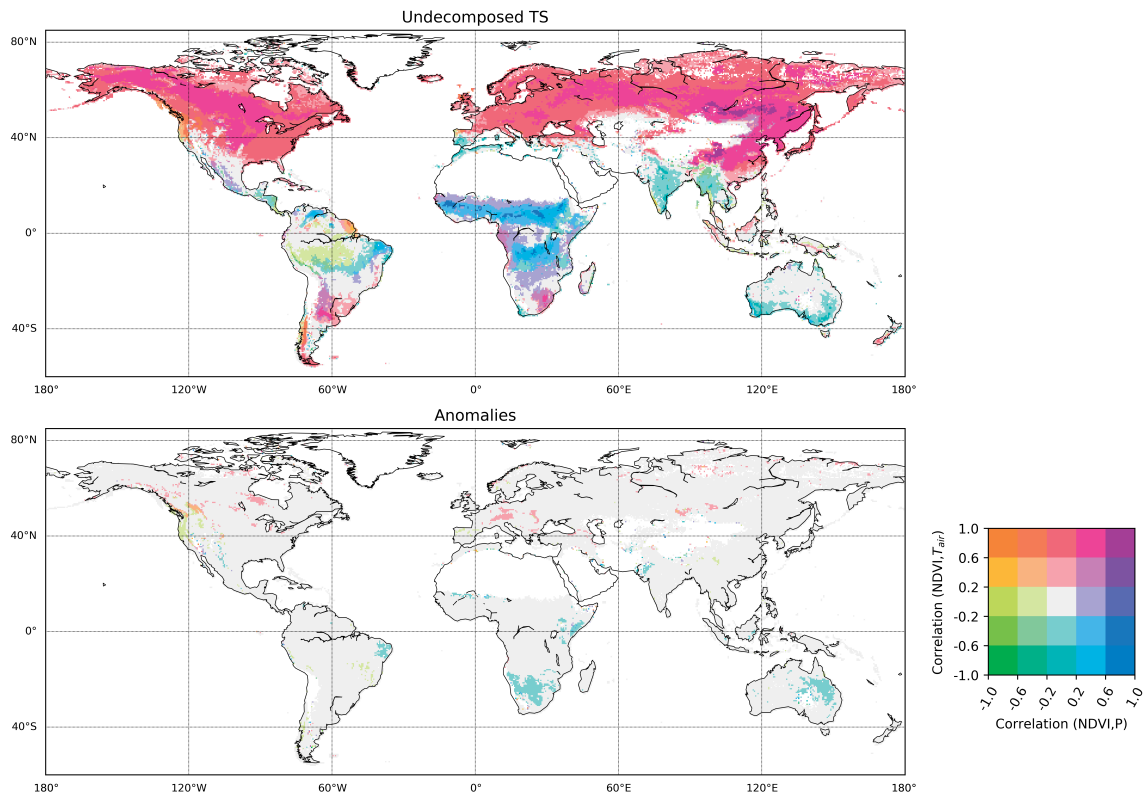 Undecomposed TS
80°N
40°N
0°
40°S
180°
120°W
60°W
0°
60°E
120°E
180°
Anomalies
80°N
40°N
0°
40°S
180°
120°W
60°W
0°
60°E
120°E
180°
Correlation (NDVI,Tair)
1.0
0.6
0.2
-0.2
-0.6
-1.0
-1.0
-0.6
-0.2
0.2
0.6
1.0
Correlation (NDVI,P)